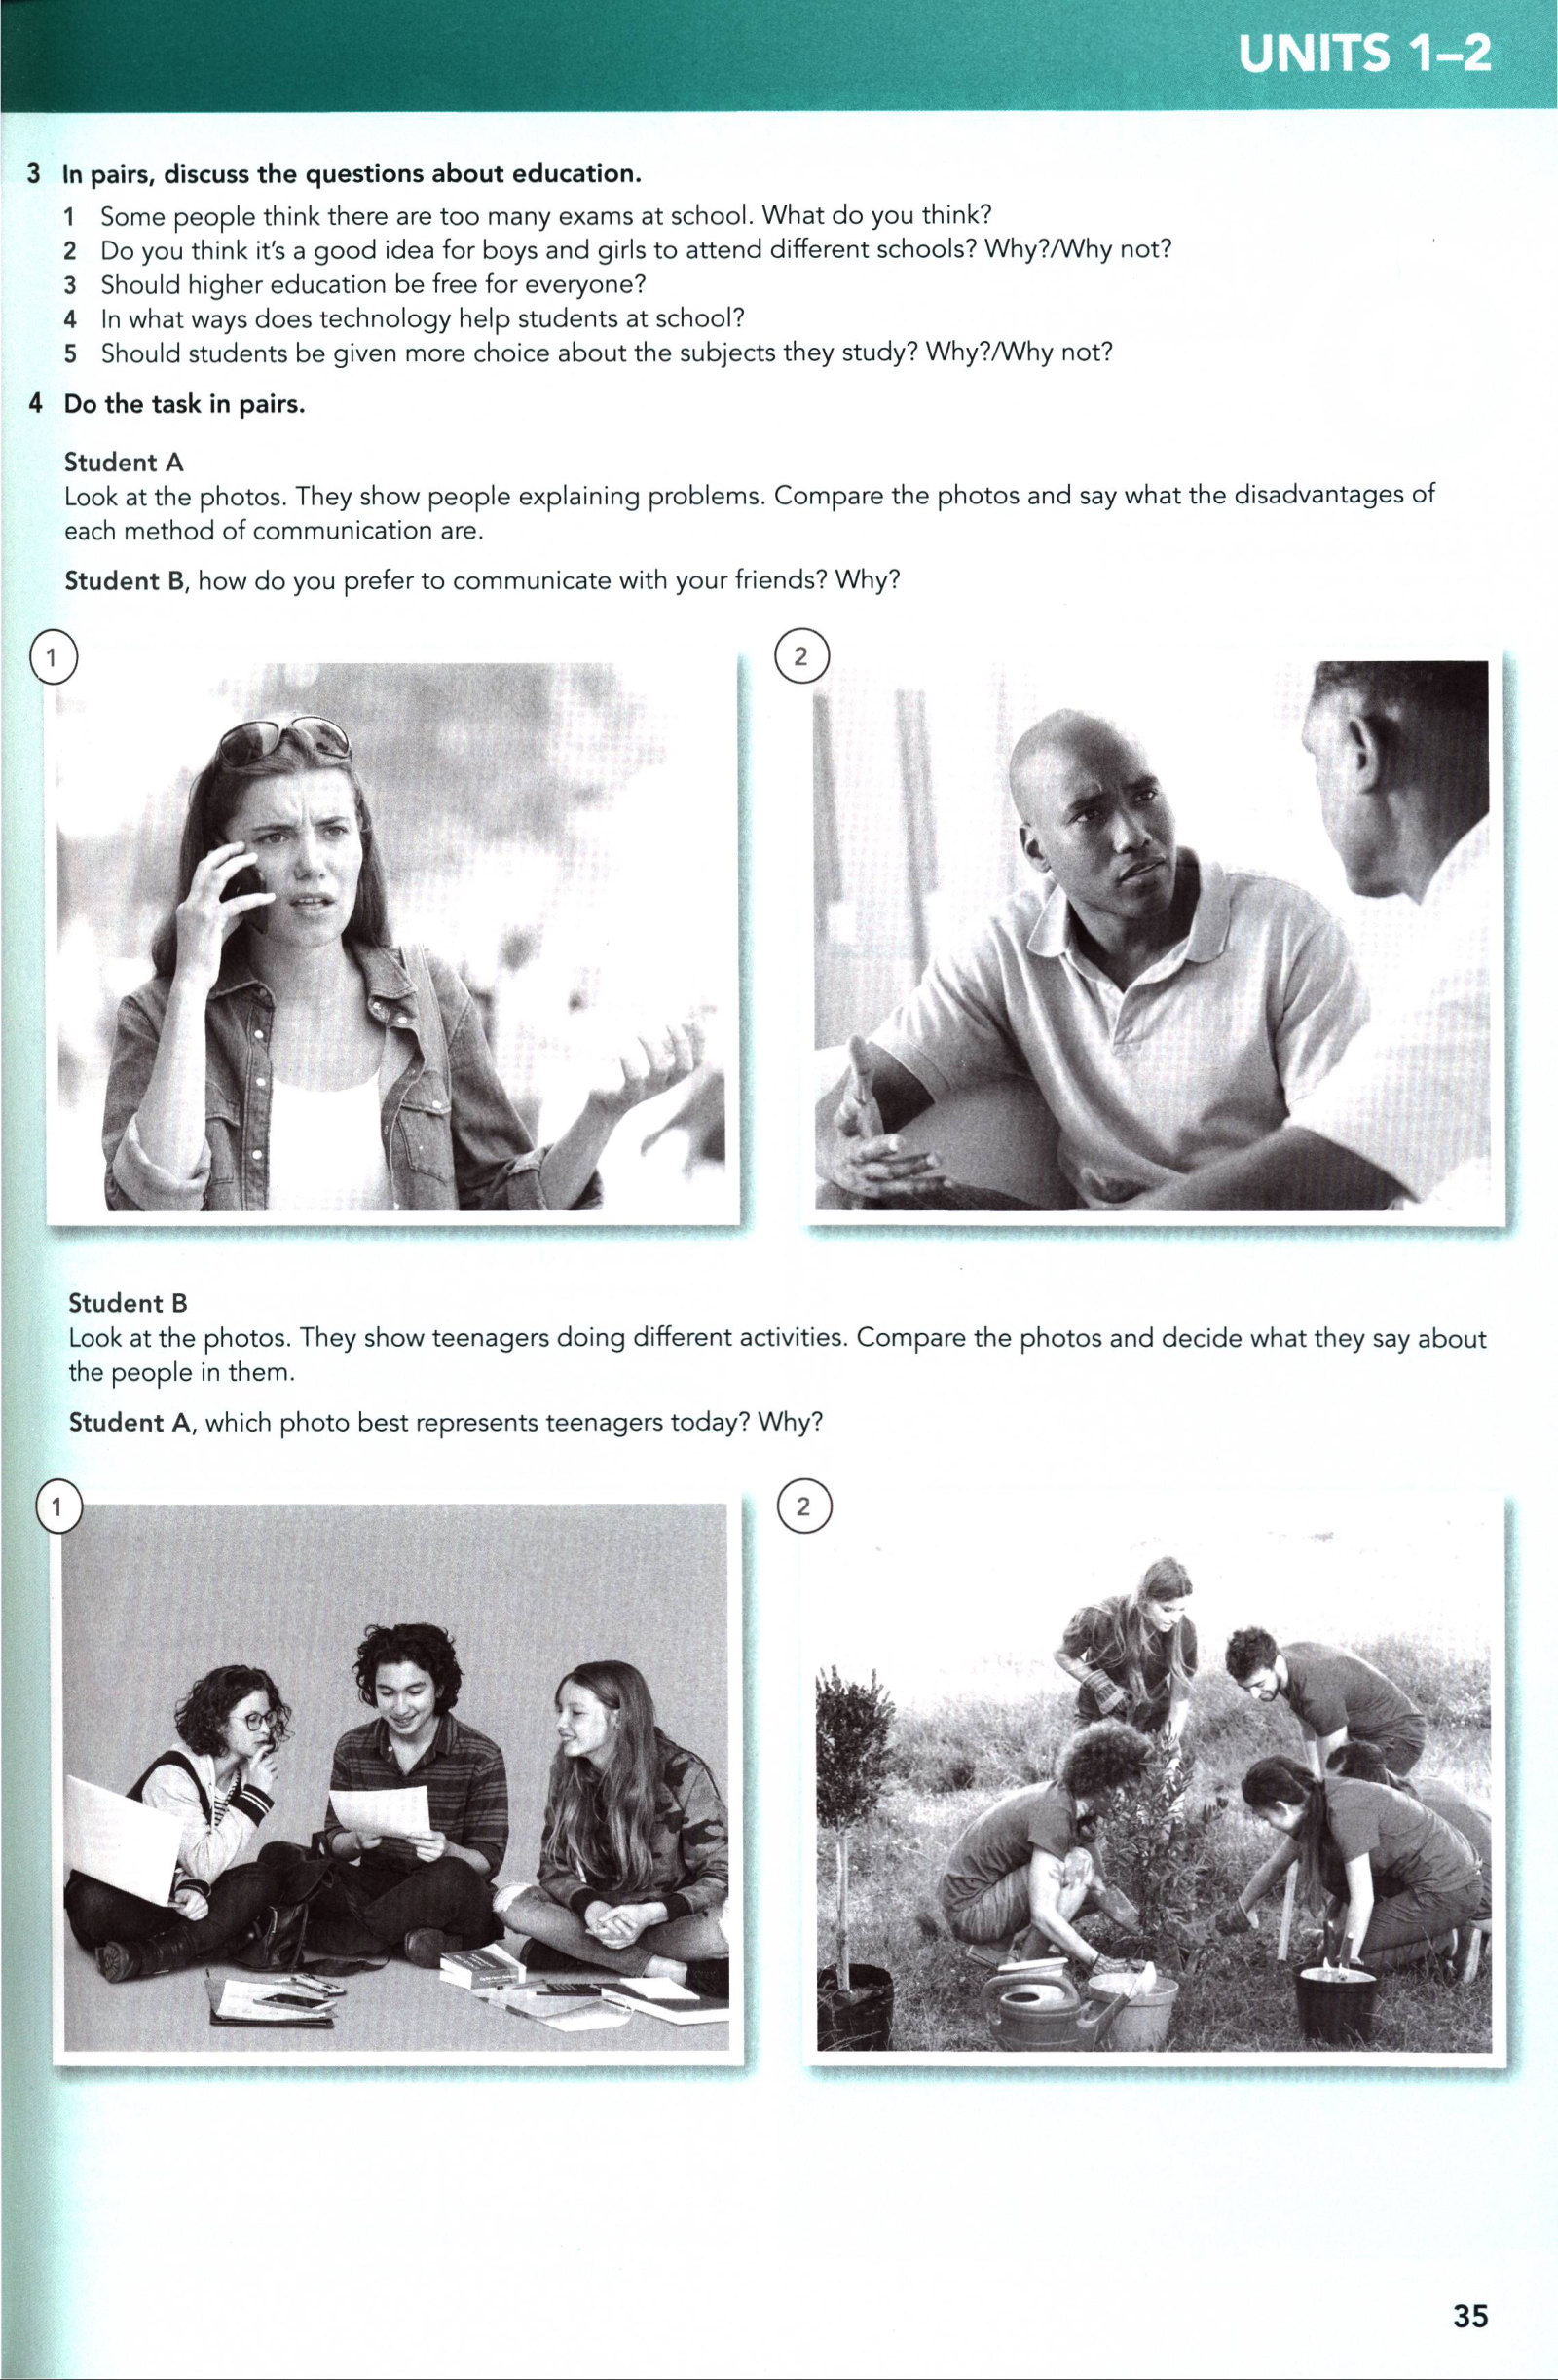 UNITS 1–2
3 In pairs, discuss the questions about education.
1 Some people think there are too many exams at school. What do you think?
2 Do you think it's a good idea for boys and girls to attend different schools? Why?/Why not?
3 Should higher education be free for everyone?
4 In what ways does technology help students at school?
5 Should students be given more choice about the subjects they study? Why?/Why not?
4 Do the task in pairs.
Student A
Look at the photos. They show people explaining problems. Compare the photos and say what the disadvantages of
each method of communication are.
Student B, how do you prefer to communicate with your friends? Why?
1
2
Student B
Look at the photos. They show teenagers doing different activities. Compare the photos and decide what they say about
the people in them.
Student A, which photo best represents teenagers today? Why?
1
2
35